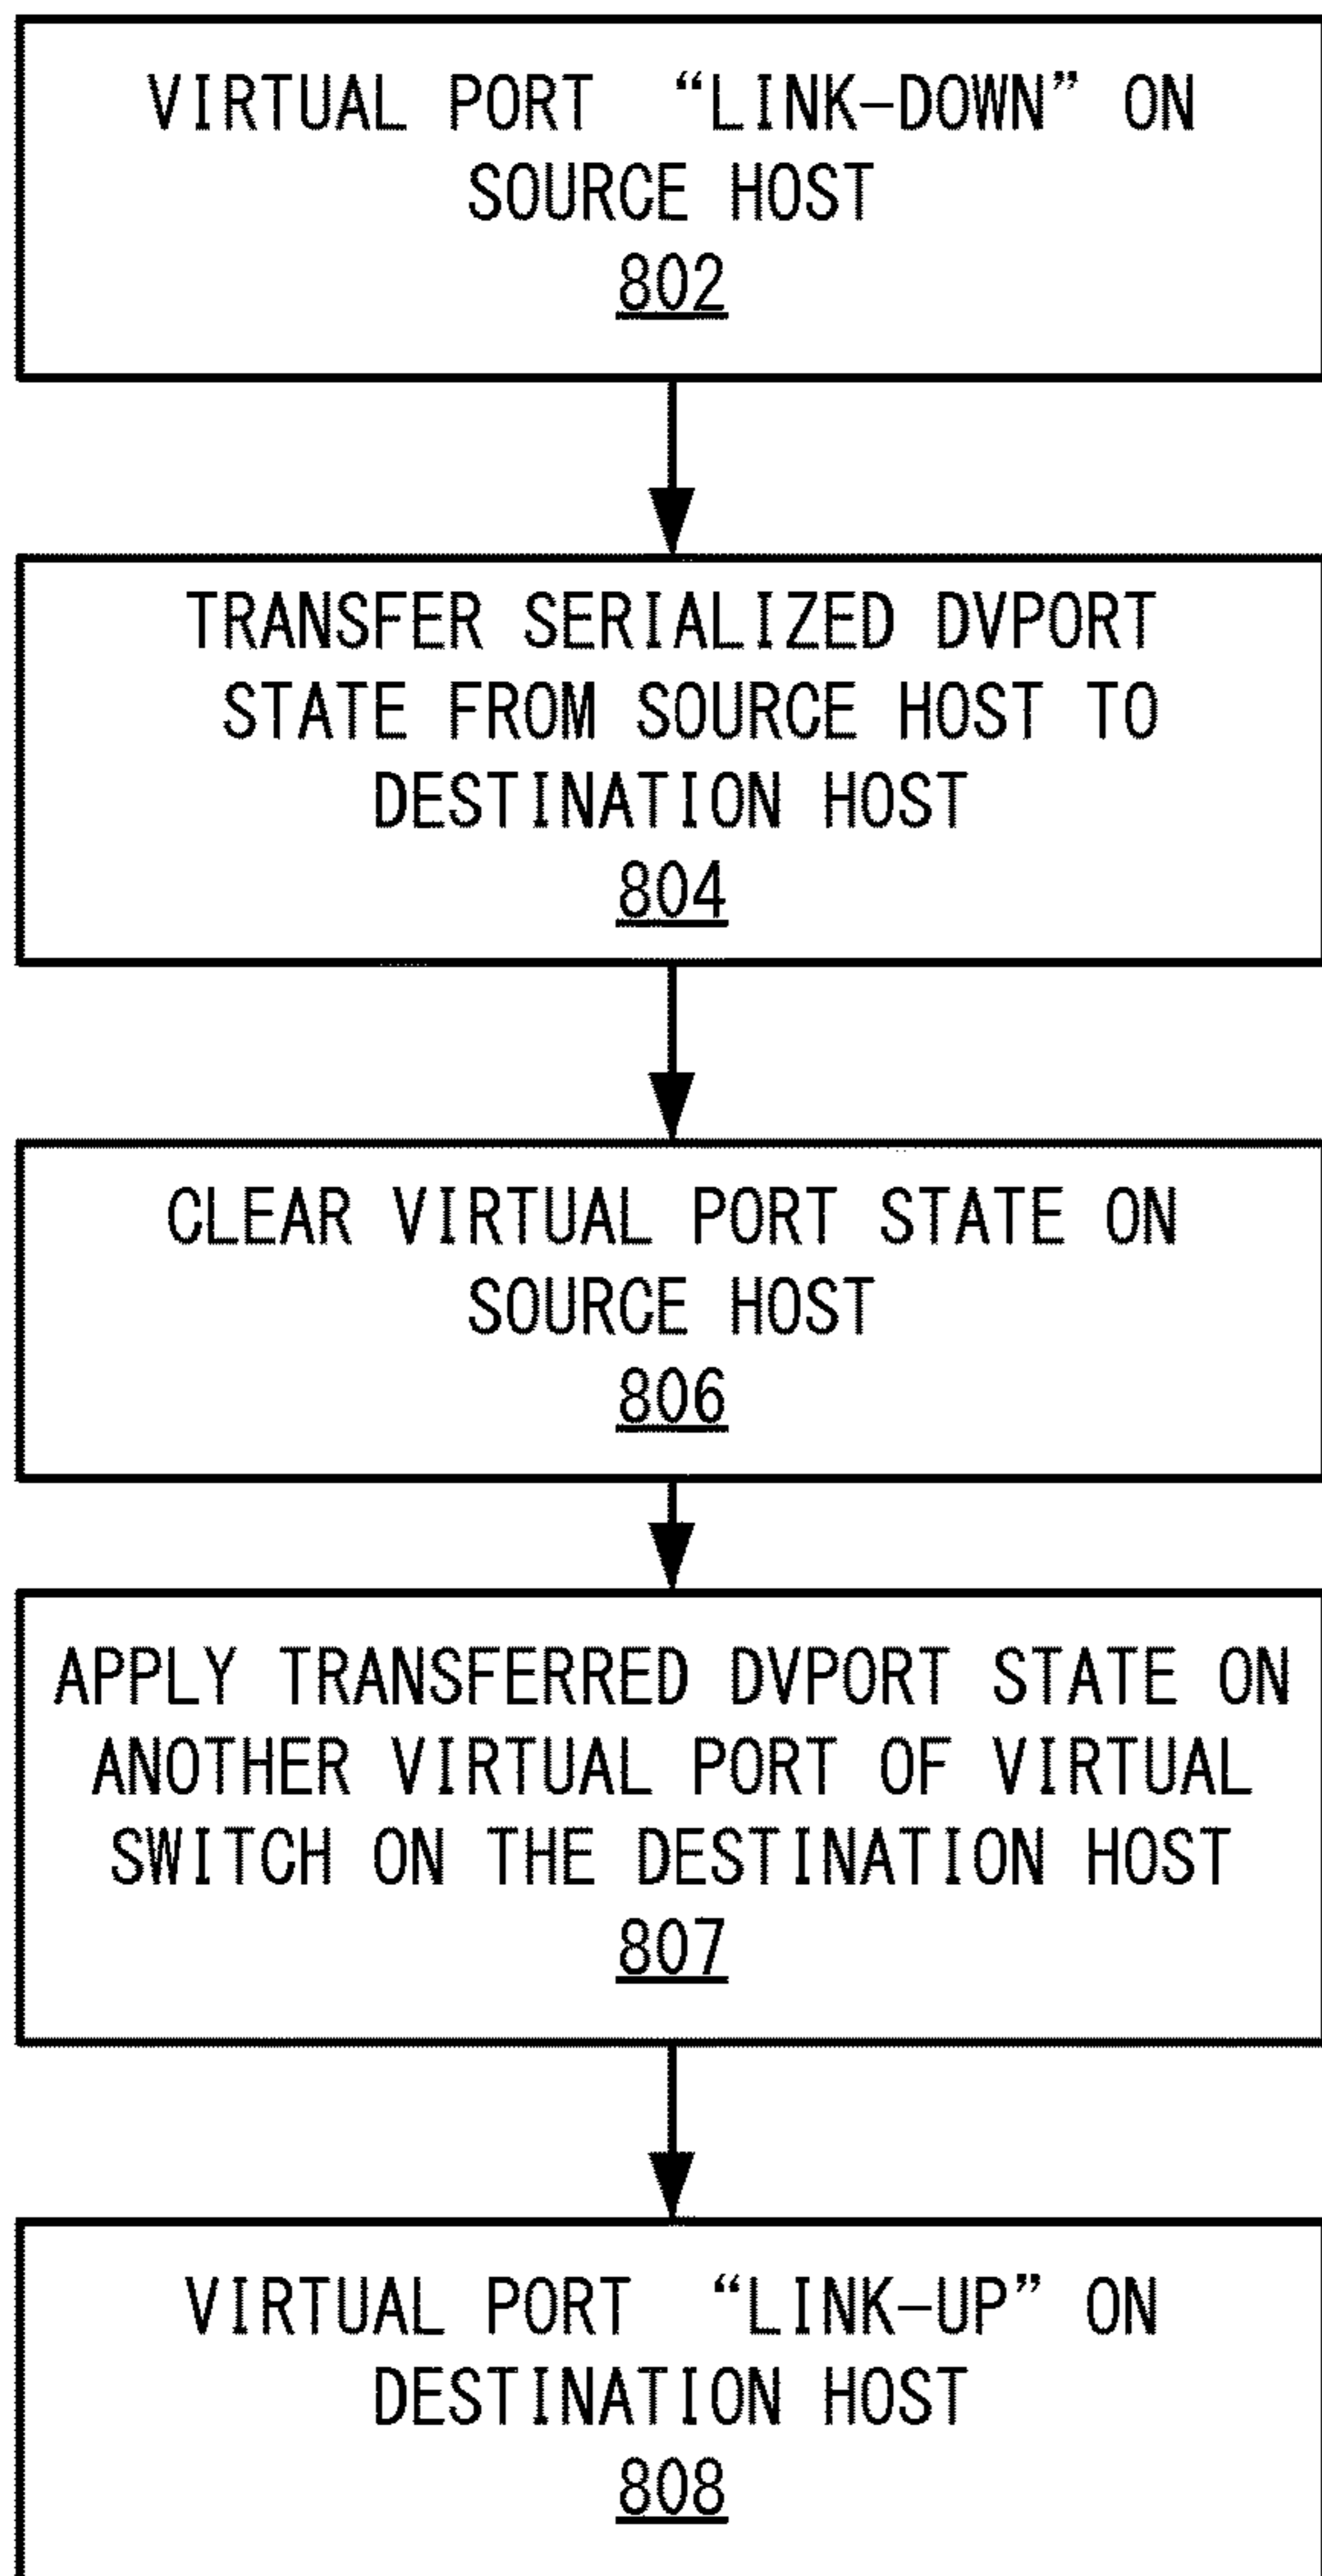 VIRTUAL PORT “LINK-DOWN” ON
SOURCE HOST
802
TRANSFER SERIALIZED DVPORT
STATE FROM SOURCE HOST TO
DESTINATION HOST
804
CLEAR VIRTUAL PORT STATE ON
SOURCE HOST
806
APPLY TRANSFERRED DVPORT STATE ON
ANOTHER VIRTUAL PORT OF VIRTUAL
SWITCH ON THE DESTINATION HOST
807
VIRTUAL PORT “LINK-UP” ON
DESTINATION HOST
808